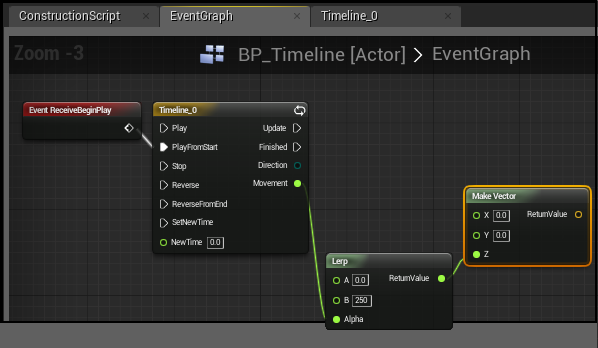 ConstructionScript × EventGraph × Timeline_0 ×
Zoom -3 BP_Timeline [Actor] > EventGraph
Event ReceiveBeginPlay
Timeline_0
Play Update
PlayFromStart Finished
Stop Direction
Reverse Movement
ReverseFromEnd
SetNewTime
NewTime 0.0
Make Vector
X 0.0 ReturnValue
Y 0.0
Z
Lerp
A 0.0 ReturnValue
B 250
Alpha